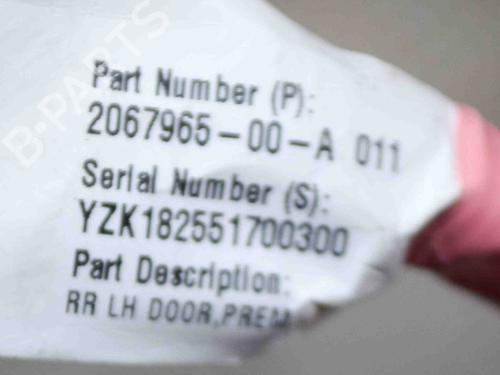 B-PARTS
Part Number (P):
2067965-00-A 011
Serial Number (S):
YZK182551700300
Part Description:
RR LH DOOR,PREM